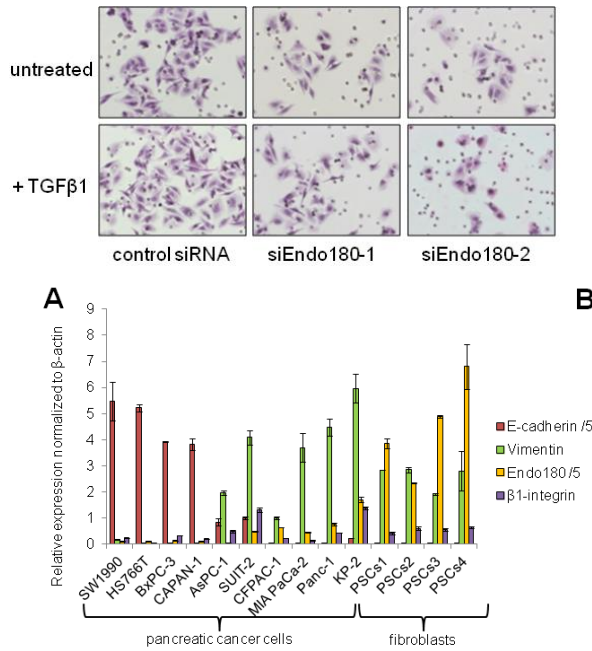 untreated
+ TGFβ1
control siRNA
siEndo180-1
siEndo180-2
A
B
Relative expression normalized to β-actin
9
8
7
6
5
4
3
2
1
0
E-cadherin /5
Vimentin
Endo180 /5
β1-integrin
SW1990
HS766T
BxPC-3
CAPAN-1
AsPC-1
SUIT-2
CFPAC-1
MIA PaCa-2
Panc-1
KP-2
PSCs1
PSCs2
PSCs3
PSCs4
pancreatic cancer cells
fibroblasts